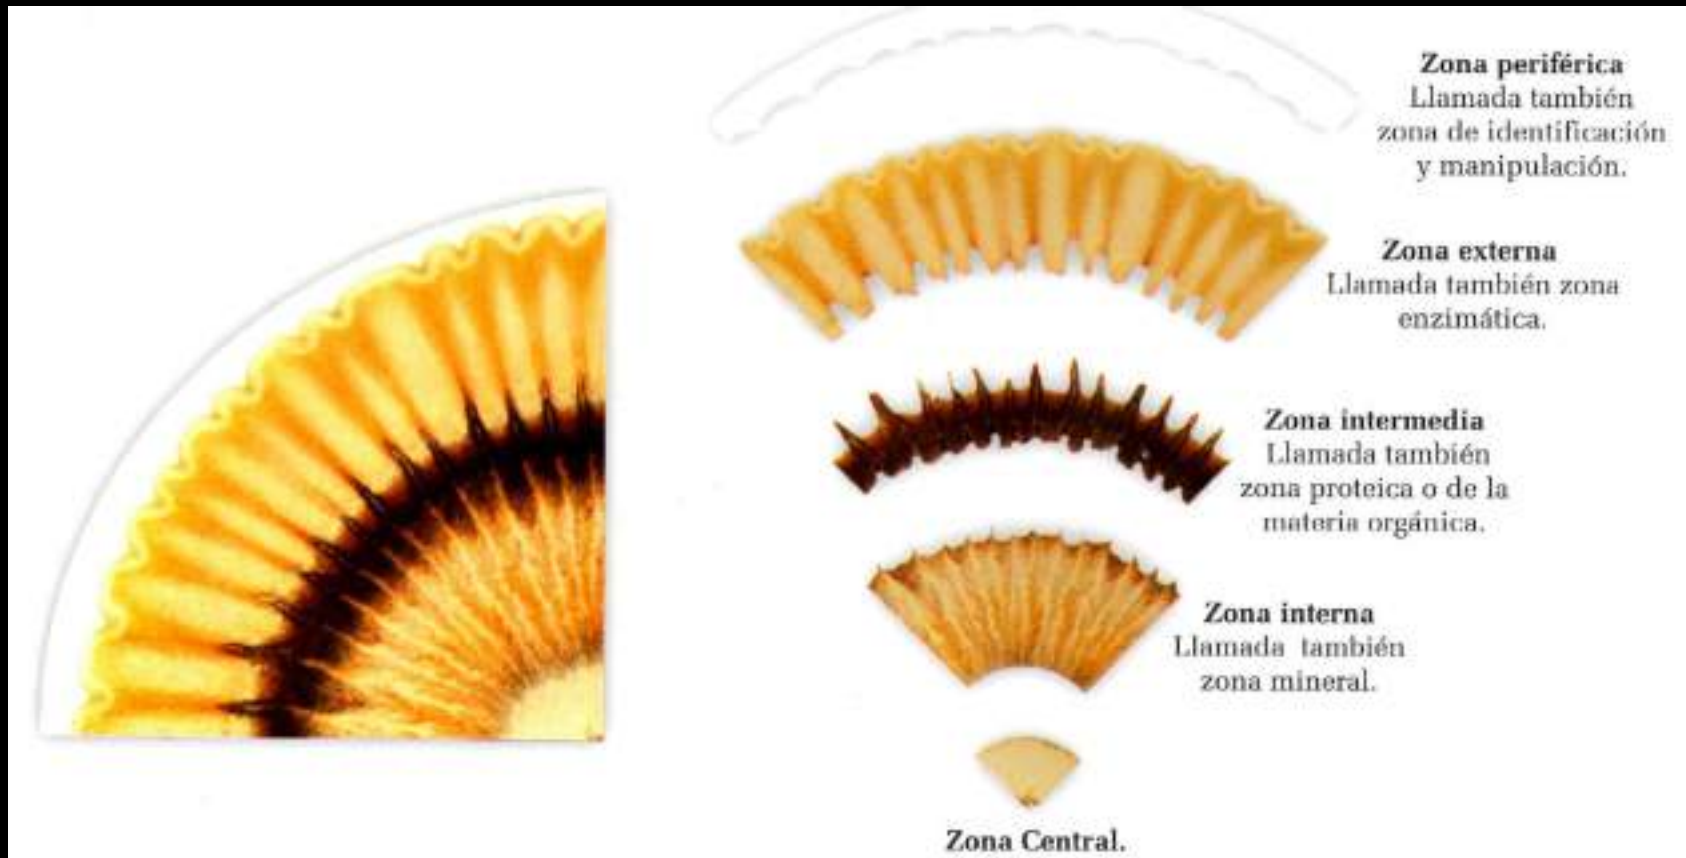 Zona periférica
Llamada también
zona de identificación
y manipulación.
Zona externa
Llamada también zona
enzimática.
Zona intermedia
Llamada también
zona proteica o de la
materia orgánica.
Zona interna
Llamada también
zona mineral.
Zona Central.